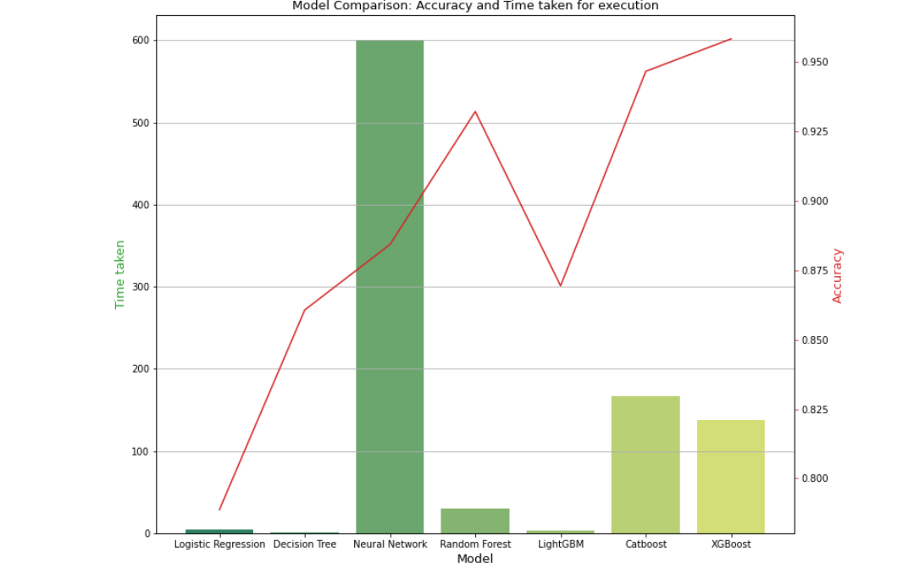 Model Comparison: Accuracy and Time taken for execution
600
500
400
300
200
100
0
Time taken
0.950
0.925
0.900
0.875
0.850
0.825
0.800
Accuracy
Logistic Regression Decision Tree Neural Network Random Forest LightGBM Catboost XGBoost
Model